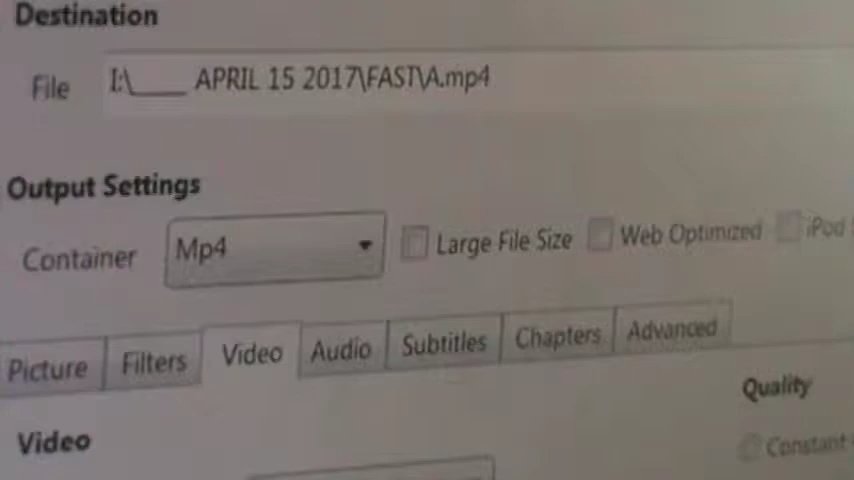 Destination
File I:\____ APRIL 15 2017\FAST\A.mp4
Output Settings
Container Mp4 Large File Size Web Optimized iPod
Picture Filters Video Audio Subtitles Chapters Advanced
Quality
Video
Constant